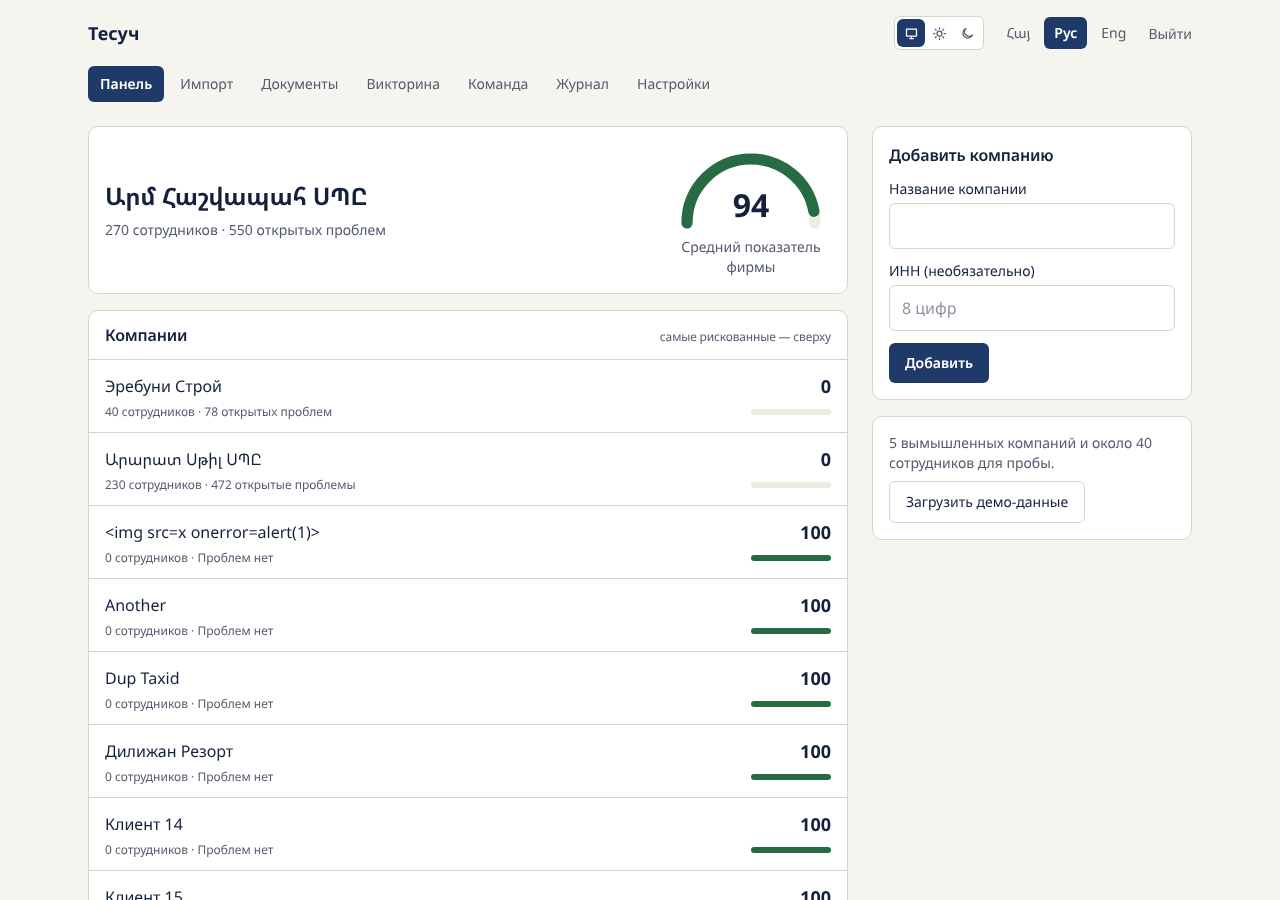 Тесуч
Հայ Рус Eng Выйти
Панель Импорт Документы Викторина Команда Журнал Настройки
Արմ Հաշվապահ ՍՊԸ
270 сотрудников · 550 открытых проблем
94
Средний показатель
фирмы
Компании
самые рискованные — сверху
Эребуни Строй
0
40 сотрудников · 78 открытых проблем
Արարատ Սթիլ ՍՊԸ
0
230 сотрудников · 472 открытые проблемы
<img src=x onerror=alert(1)>
100
0 сотрудников · Проблем нет
Another
100
0 сотрудников · Проблем нет
Dup Taxid
100
0 сотрудников · Проблем нет
Дилижан Резорт
100
0 сотрудников · Проблем нет
Клиент 14
100
0 сотрудников · Проблем нет
Клиент 15
100
Добавить компанию
Название компании
ИНН (необязательно)
8 цифр
Добавить
5 вымышленных компаний и около 40
сотрудников для пробы.
Загрузить демо-данные